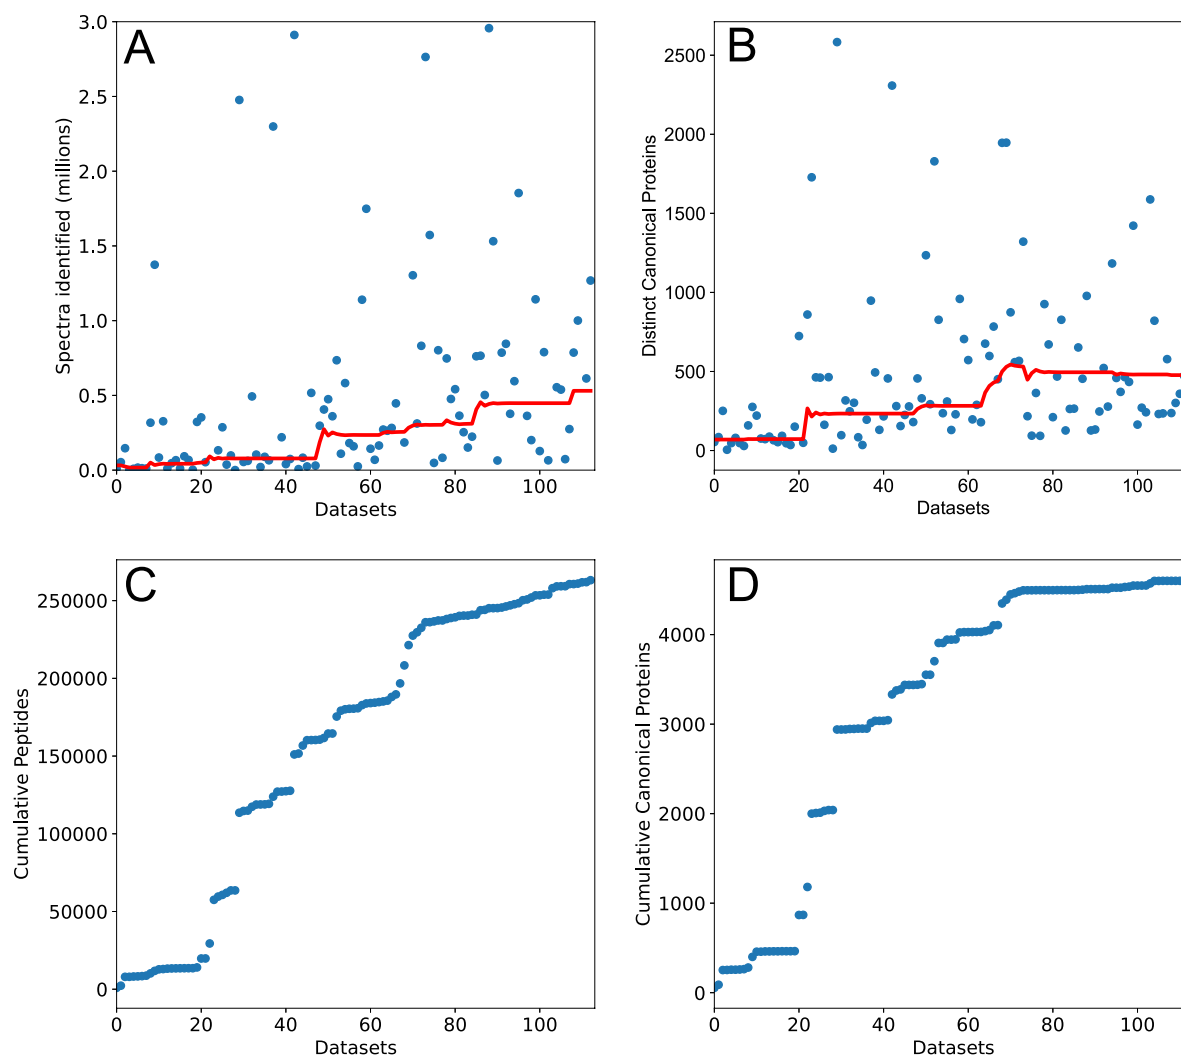 A
Spectra identified (millions)
3.0
2.5
2.0
1.5
1.0
0.5
0.0
0 20 40 60 80 100
Datasets
B
Distinct Canonical Proteins
2500
2000
1500
1000
500
0
0 20 40 60 80 100
Datasets
C
Cumulative Peptides
250000
200000
150000
100000
50000
0
0 20 40 60 80 100
Datasets
D
Cumulative Canonical Proteins
4000
3000
2000
1000
0
0 20 40 60 80 100
Datasets